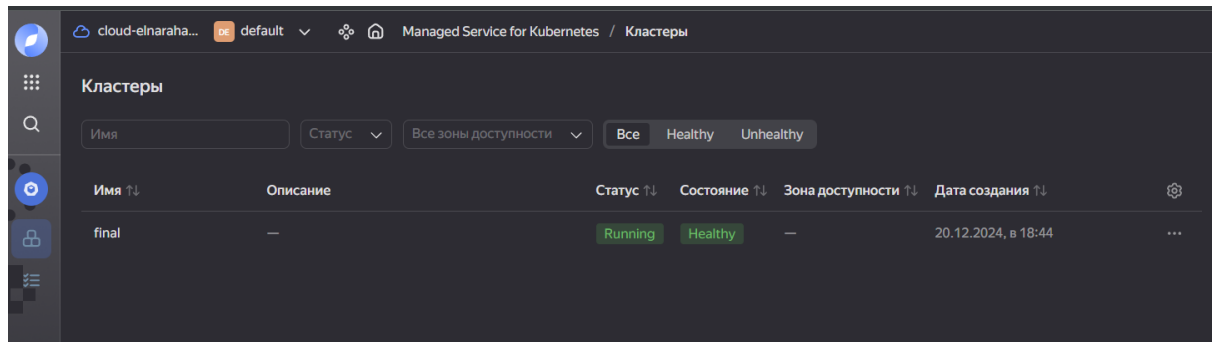 cloud-elnaraha... DE default Managed Service for Kubernetes / Кластеры
Кластеры
Имя Статус Все зоны доступности Все Healthy Unhealthy
Имя Описание Статус Состояние Зона доступности Дата создания
final — Running Healthy — 20.12.2024, в 18:44